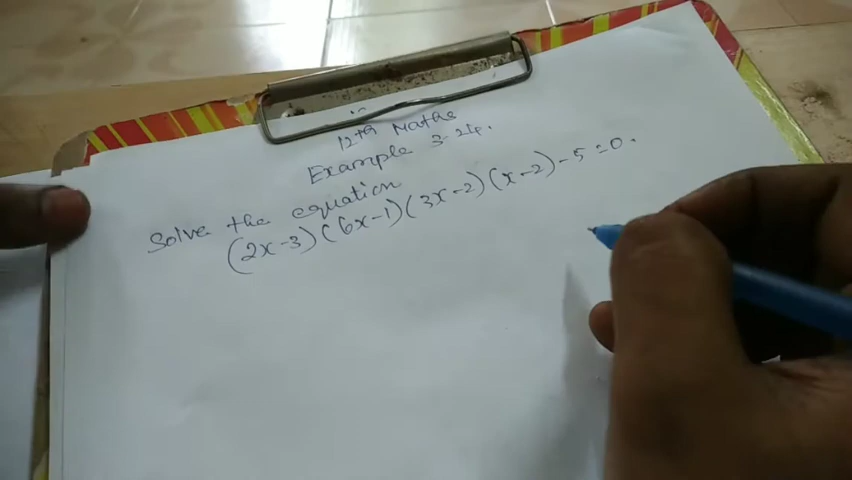 12th Maths
Example 3.24.
Solve the equation
(2x-3)(6x-1)(3x-2)(x-2)-5=0.